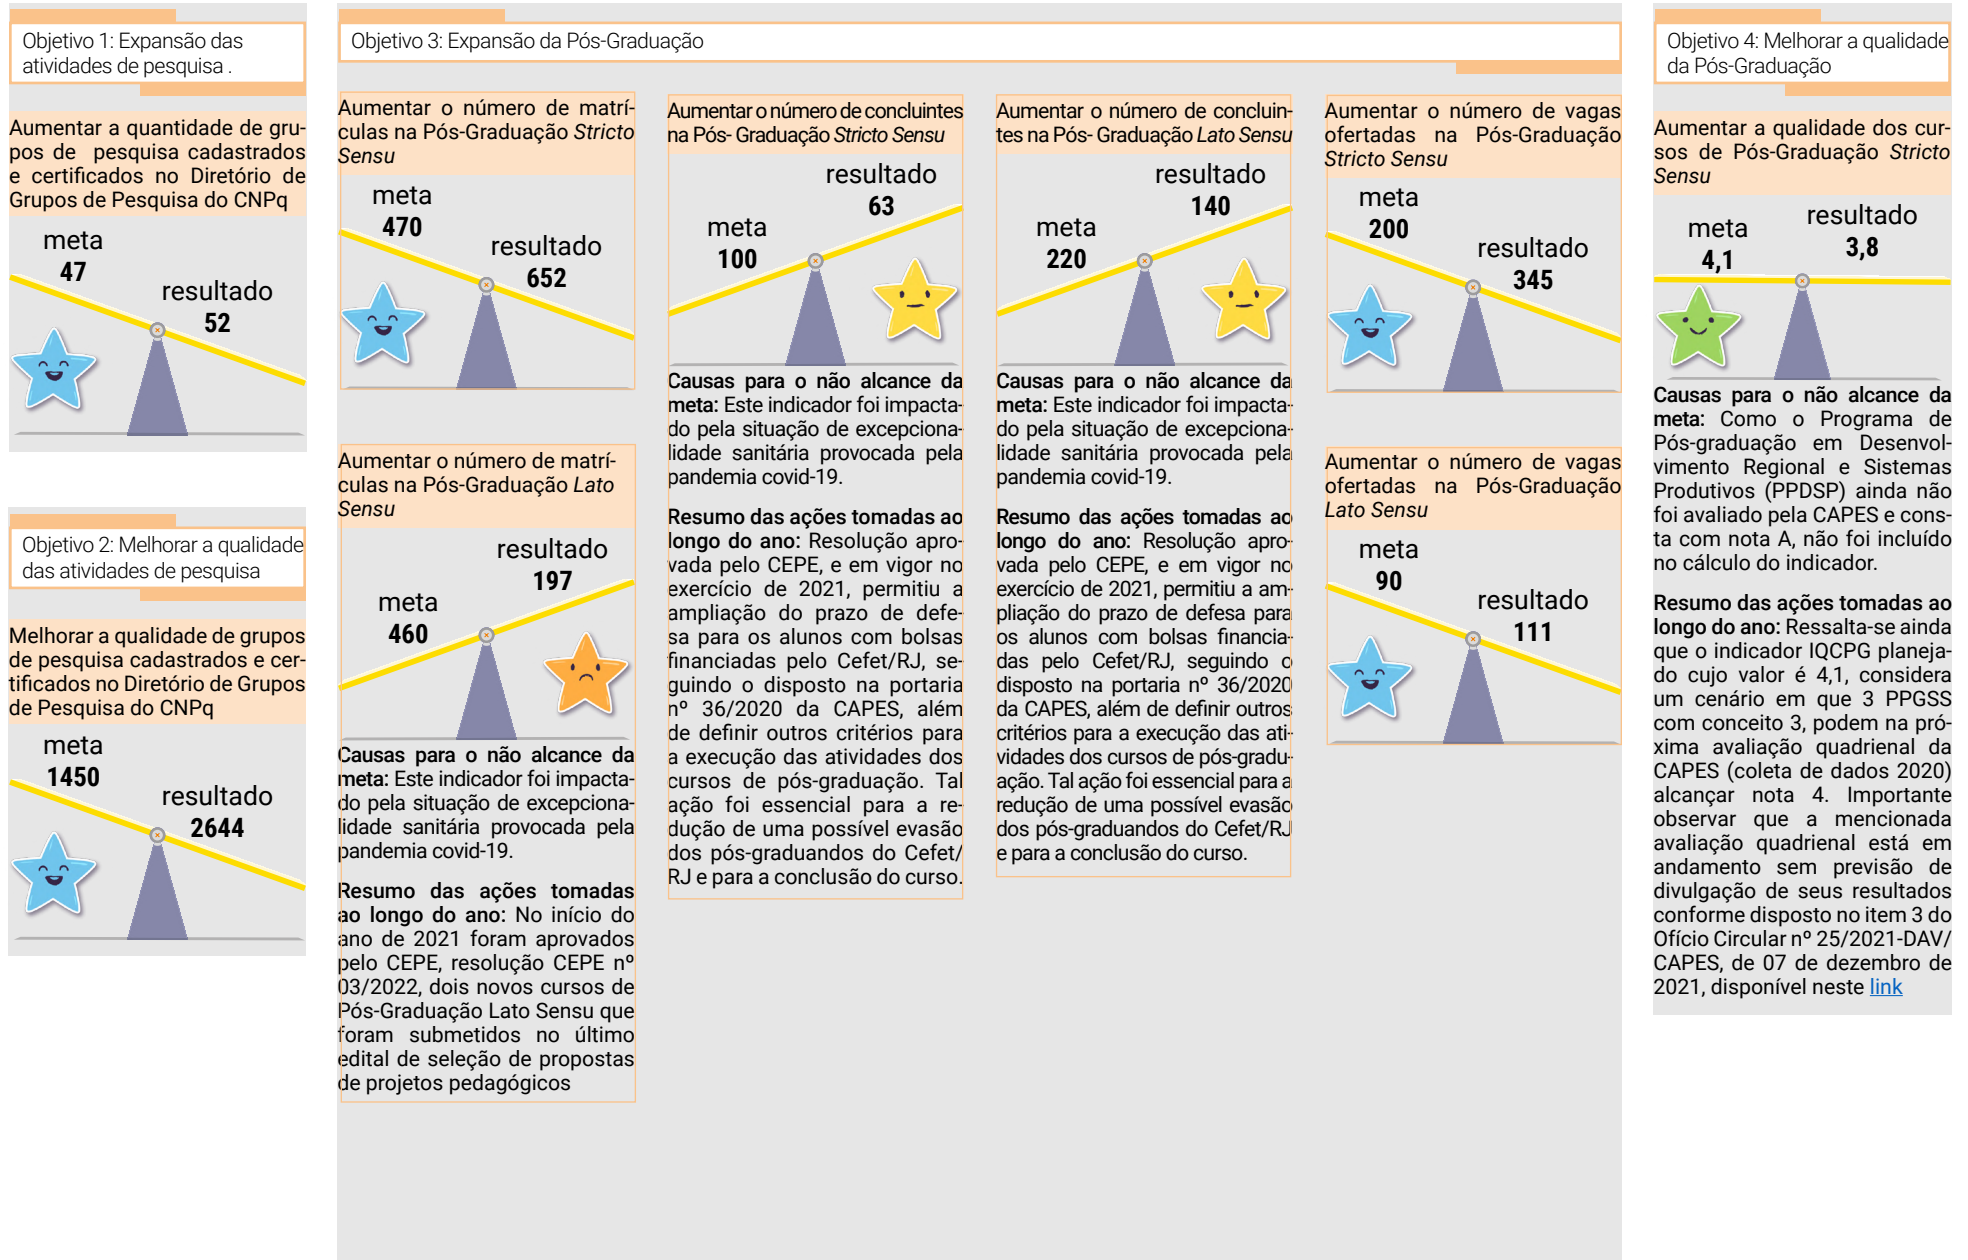 Objetivo 1: Expansão das
atividades de pesquisa .
Aumentar a quantidade de gru-
pos de pesquisa cadastrados
e certificados no Diretório de
Grupos de Pesquisa do CNPq
meta
47
resultado
52
Objetivo 2: Melhorar a qualidade
das atividades de pesquisa
Melhorar a qualidade de grupos
de pesquisa cadastrados e cer-
tificados no Diretório de Grupos
de Pesquisa do CNPq
meta
1450
resultado
2644
Objetivo 3: Expansão da Pós-Graduação
Aumentar o número de matrí-
culas na Pós-Graduação Stricto
Sensu
meta
470
resultado
652
Aumentar o número de matrí-
culas na Pós-Graduação Lato
Sensu
resultado
197
meta
460
Causas para o não alcance da
meta: Este indicador foi impacta-
do pela situação de excepciona-
lidade sanitária provocada pela
pandemia covid-19.
Resumo das ações tomadas
ao longo do ano: No início do
ano de 2021 foram aprovados
pelo CEPE, resolução CEPE nº
03/2022, dois novos cursos de
Pós-Graduação Lato Sensu que
foram submetidos no último
edital de seleção de propostas
de projetos pedagógicos
Aumentar o número de concluintes
na Pós- Graduação Stricto Sensu
resultado
63
meta
100
Causas para o não alcance da
meta: Este indicador foi impacta-
do pela situação de excepciona-
lidade sanitária provocada pela
pandemia covid-19.
Resumo das ações tomadas ao
longo do ano: Resolução apro-
vada pelo CEPE, e em vigor no
exercício de 2021, permitiu a
ampliação do prazo de defe-
sa para os alunos com bolsas
financiadas pelo Cefet/RJ, se-
guindo o disposto na portaria
nº 36/2020 da CAPES, além
de definir outros critérios para
a execução das atividades dos
cursos de pós-graduação. Tal
ação foi essencial para a re-
dução de uma possível evasão
dos pós-graduandos do Cefet/
RJ e para a conclusão do curso.
Aumentar o número de concluin-
tes na Pós- Graduação Lato Sensu
resultado
140
meta
220
Causas para o não alcance da
meta: Este indicador foi impacta-
do pela situação de excepciona-
lidade sanitária provocada pela
pandemia covid-19.
Resumo das ações tomadas ao
longo do ano: Resolução apro-
vada pelo CEPE, e em vigor no
exercício de 2021, permitiu a am-
pliação do prazo de defesa para
os alunos com bolsas financia-
das pelo Cefet/RJ, seguindo o
disposto na portaria nº 36/2020
da CAPES, além de definir outros
critérios para a execução das ati-
vidades dos cursos de pós-gradu-
ação. Tal ação foi essencial para a
redução de uma possível evasão
dos pós-graduandos do Cefet/RJ
e para a conclusão do curso.
Aumentar o número de vagas
ofertadas na Pós-Graduação
Stricto Sensu
meta
200
resultado
345
Aumentar o número de vagas
ofertadas na Pós-Graduação
Lato Sensu
meta
90
resultado
111
Objetivo 4: Melhorar a qualidade
da Pós-Graduação
Aumentar a qualidade dos cur-
sos de Pós-Graduação Stricto
Sensu
meta
4,1
resultado
3,8
Causas para o não alcance da
meta: Como o Programa de
Pós-graduação em Desenvol-
vimento Regional e Sistemas
Produtivos (PPDSP) ainda não
foi avaliado pela CAPES e cons-
ta com nota A, não foi incluído
no cálculo do indicador.
Resumo das ações tomadas ao
longo do ano: Ressalta-se ainda
que o indicador IQCPG planeja-
do cujo valor é 4,1, considera
um cenário em que 3 PPGSS
com conceito 3, podem na pró-
xima avaliação quadrienal da
CAPES (coleta de dados 2020)
alcançar nota 4. Importante
observar que a mencionada
avaliação quadrienal está em
andamento sem previsão de
divulgação de seus resultados
conforme disposto no item 3 do
Ofício Circular nº 25/2021-DAV/
CAPES, de 07 de dezembro de
2021, disponível neste link